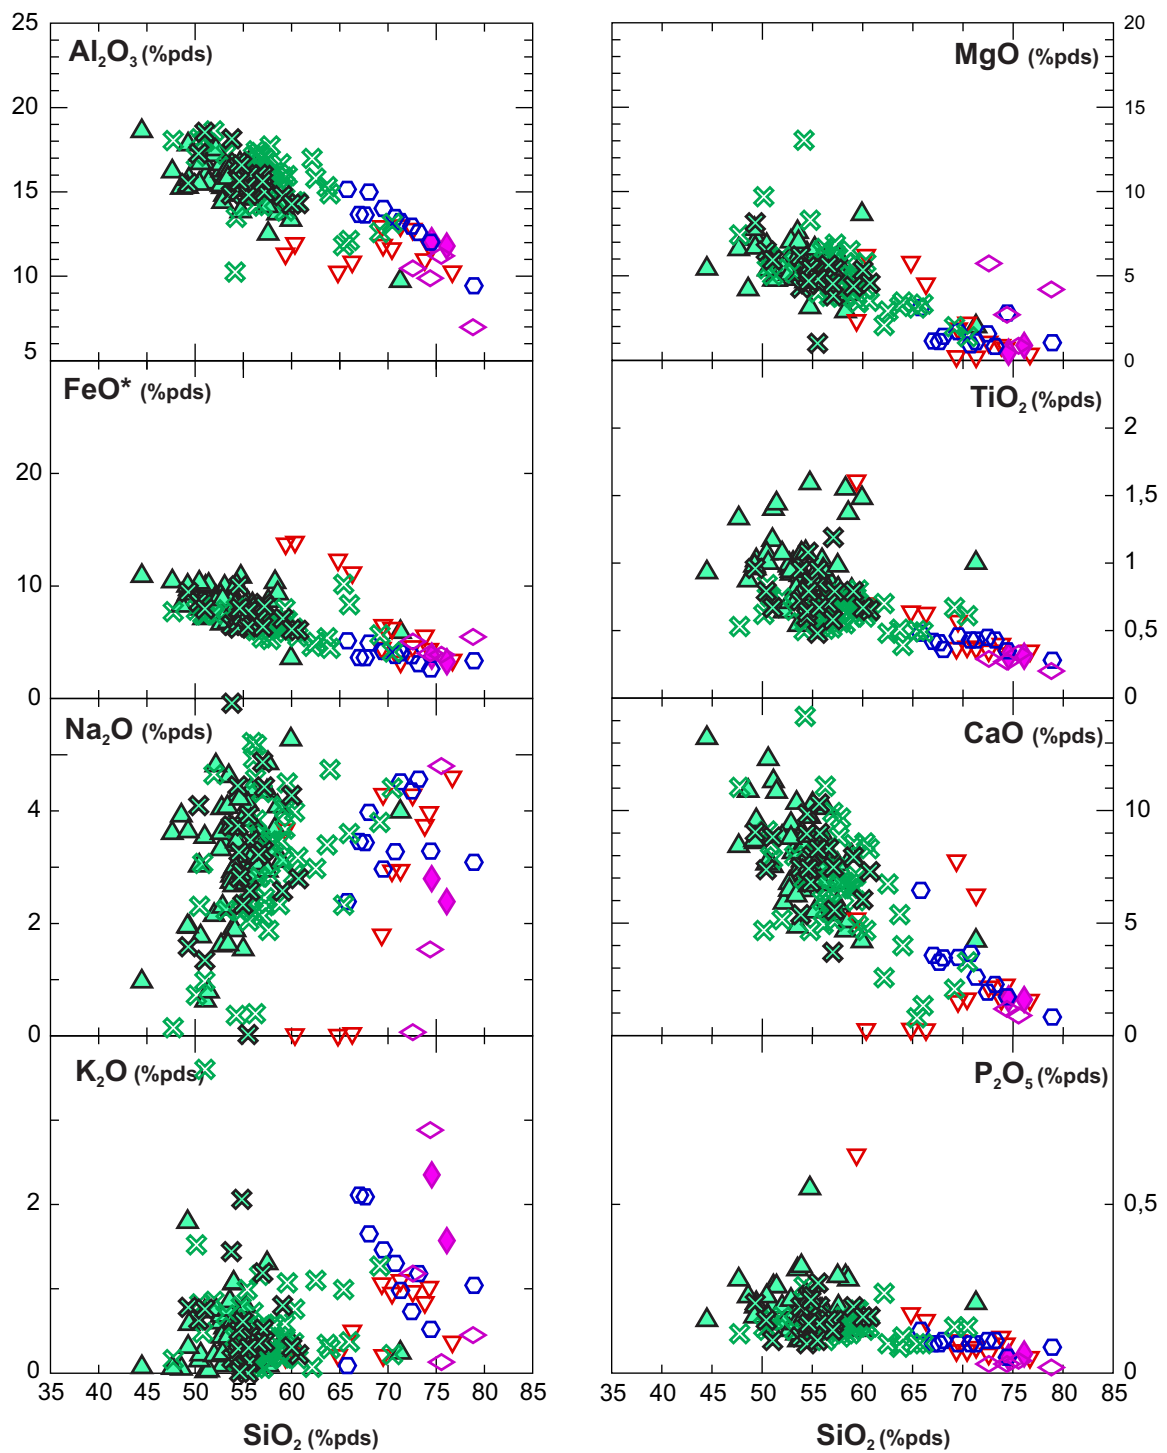 Al₂O₃ (%pds)
25
20
15
10
5
MgO (%pds)
20
15
10
5
0
FeO* (%pds)
20
10
0
TiO₂ (%pds)
2
1,5
1
0,5
0
Na₂O (%pds)
4
2
0
CaO (%pds)
10
5
0
K₂O (%pds)
2
0
P₂O₅ (%pds)
0,5
0
35 40 45 50 55 60 65 70 75 80 85
35 40 45 50 55 60 65 70 75 80 85
SiO₂ (%pds)
SiO₂ (%pds)